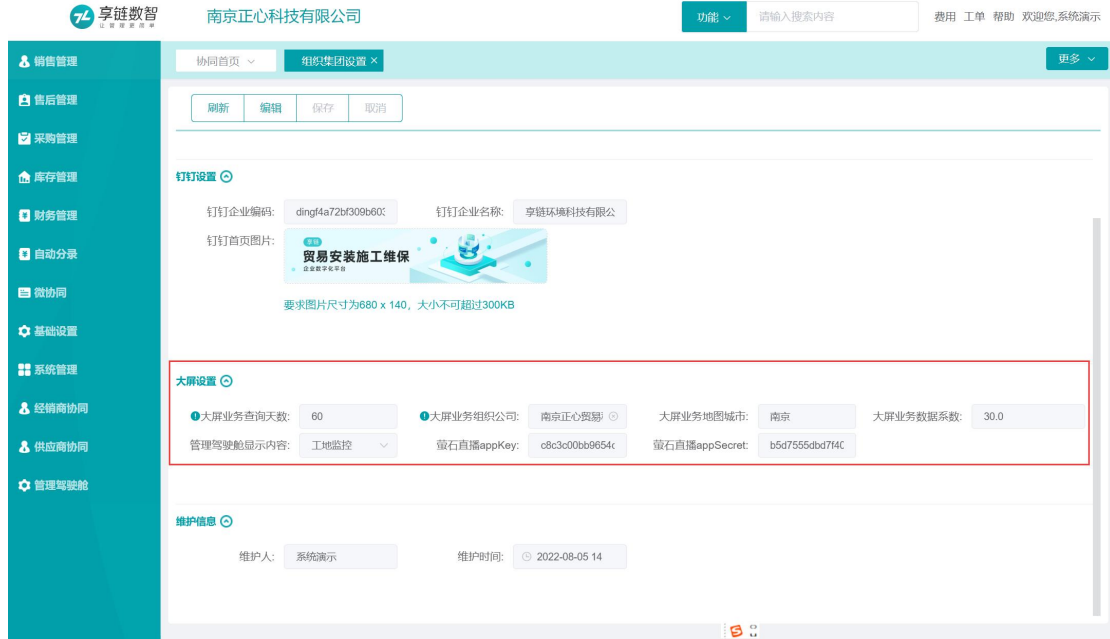 享链数智
让管理更简单
南京正心科技有限公司
功能
请输入搜索内容
费用 工单 帮助 欢迎您,系统演示
销售管理
售后管理
采购管理
库存管理
财务管理
自动分录
微协同
基础设置
系统管理
经销商协同
供应商协同
管理驾驶舱
协同首页
组织集团设置 ×
更多
刷新 编辑 保存 取消
钉钉设置
钉钉企业编码: dingf4a72bf309b603 钉钉企业名称: 享链环境科技有限公
钉钉首页图片:
享链
贸易安装施工维保
企业数字化平台
要求图片尺寸为680 x 140，大小不可超过300KB
大屏设置
大屏业务查询天数: 60 大屏业务组织公司: 南京正心贸易 大屏业务地图城市: 南京 大屏业务数据系数: 30.0
管理驾驶舱显示内容: 工地监控 萤石直播appKey: c8c3c00bb9654c 萤石直播appSecret: b5d7555dbd7f40
维护信息
维护人: 系统演示 维护时间: 2022-08-05 14